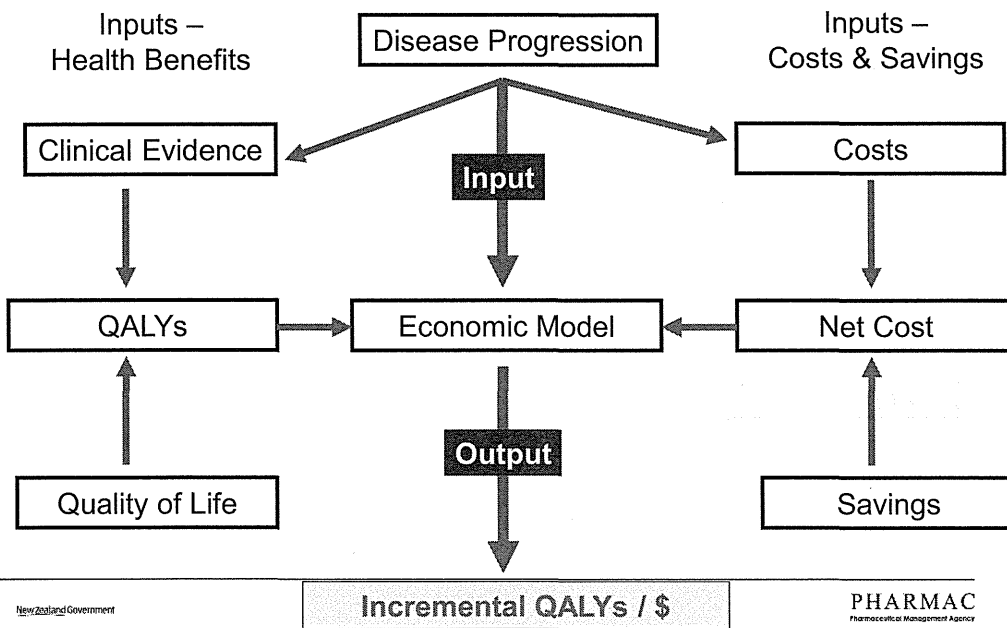 Inputs –
Health Benefits
Disease Progression
Inputs –
Costs & Savings
Clinical Evidence
Input
Costs
QALYs
Economic Model
Net Cost
Output
Quality of Life
Savings
New Zealand Government
Incremental QALYs / $
PHARMAC
Pharmaceutical Management Agency